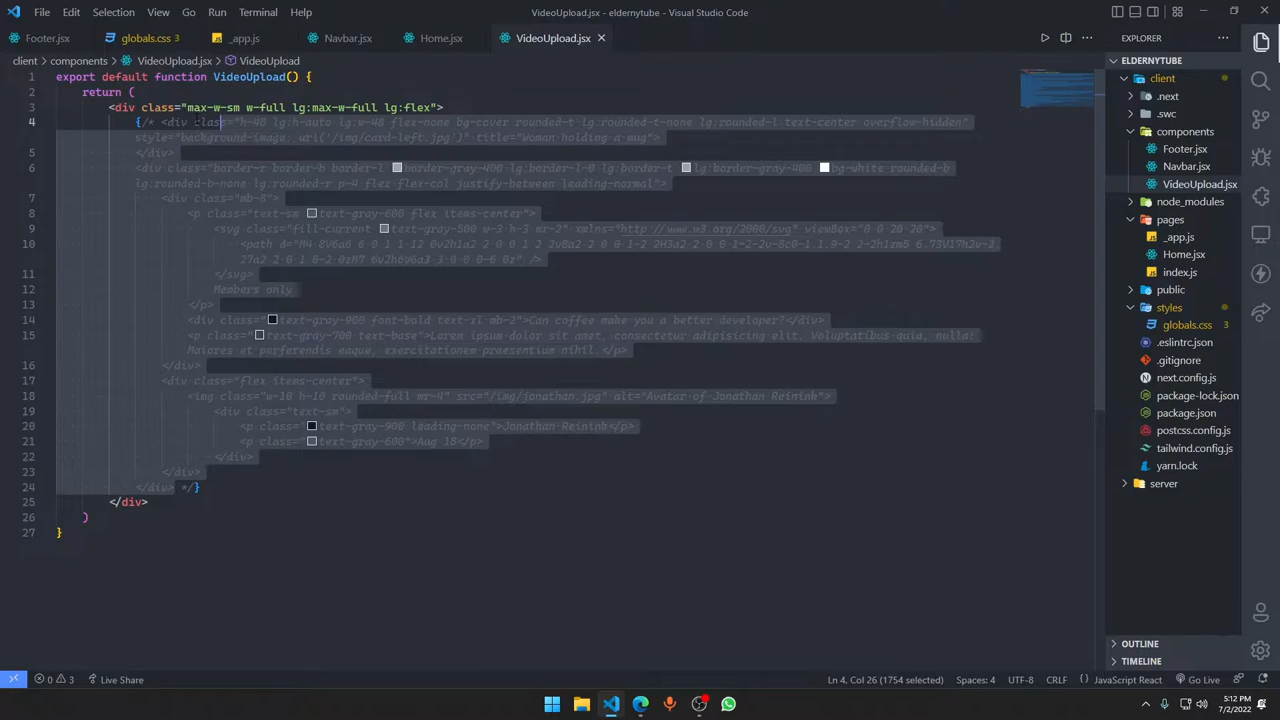 File Edit Selection View Go Run Terminal Help
VideoUpload.jsx - eldernytube - Visual Studio Code
Footer.jsx globals.css 3 _app.js Navbar.jsx Home.jsx VideoUpload.jsx
EXPLORER
client > components > VideoUpload.jsx > VideoUpload
1 export default function VideoUpload() {
2 return (
3 <div class="max-w-sm w-full lg:max-w-full lg:flex">
4 {/* <div class="h-48 lg:h-auto lg:w-48 flex-none bg-cover rounded-t lg:rounded-t-none lg:rounded-l text-center overflow-hidden"
style="background-image: url('/img/card-left.jpg')" title="Woman holding a mug">
5 </div>
6 <div class="border-r border-b border-l border-gray-400 lg:border-l-0 lg:border-t lg:border-gray-400 bg-white rounded-b
lg:rounded-b-none lg:rounded-r p-4 flex flex-col justify-between leading-normal">
7 <div class="mb-8">
8 <p class="text-sm text-gray-600 flex items-center">
9 <svg class="fill-current text-gray-500 w-3 h-3 mr-2" xmlns="http://www.w3.org/2000/svg" viewBox="0 0 20 20">
10
11 </svg>
12 Members only
13 </p>
14 <div class="text-gray-900 font-bold text-xl mb-2">Can coffee make you a better developer?</div>
15 <p class="text-gray-700 text-base">Lorem ipsum dolor sit amet, consectetur adipisicing elit. Voluptatibus quia, nulla!
Maiores et perferendis eaque, exercitationem praesentium nihil.</p>
16 </div>
17 <div class="flex items-center">
18 <img class="w-10 h-10 rounded-full mr-4" src="/img/jonathan.jpg" alt="Avatar of Jonathan Reinink">
19 <div class="text-sm">
20 <p class="text-gray-900 leading-none">Jonathan Reinink</p>
21 <p class="text-gray-600">Aug 18</p>
22 </div>
23 </div>
24 </div> */}
25 </div>
26 )
27 }
ELDERNYTUBE
client
.next
.swc
components
Footer.jsx
Navbar.jsx
VideoUpload.jsx
node_modules
pages
_app.js
Home.jsx
index.js
public
styles
globals.css 3
.eslintrc.json
.gitignore
next.config.js
package-lock.json
package.json
postcss.config.js
tailwind.config.js
yarn.lock
server
OUTLINE
TIMELINE
0 3 Live Share
Ln 4, Col 26 (1754 selected) Spaces: 4 UTF-8 CRLF { } JavaScript React Go Live
5:12 PM
7/2/2022